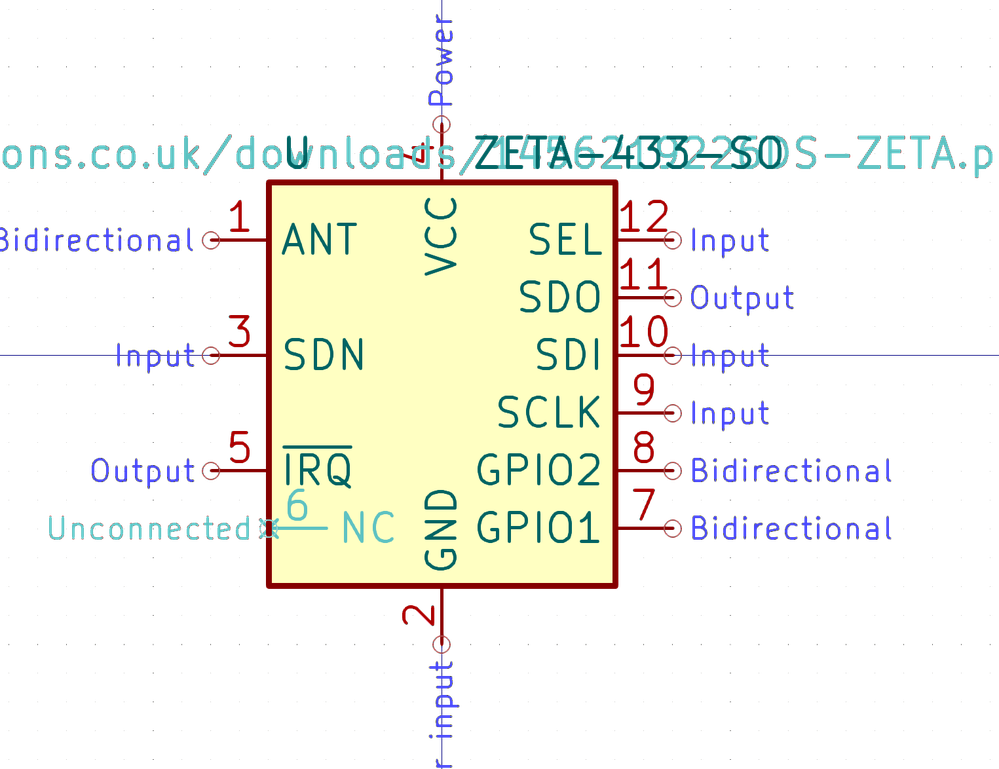 Power
4
ons.co.uk/downloads/1456219226DS-ZETA.p
U
ZETA-433-SO
VCC
Bidirectional 1 ANT
SEL 12 Input
SDO 11 Output
Input 3 SDN
SDI 10 Input
SCLK 9 Input
Output 5 IRQ
GPIO2 8 Bidirectional
Unconnected 6 NC
GPIO1 7 Bidirectional
GND
2
r input